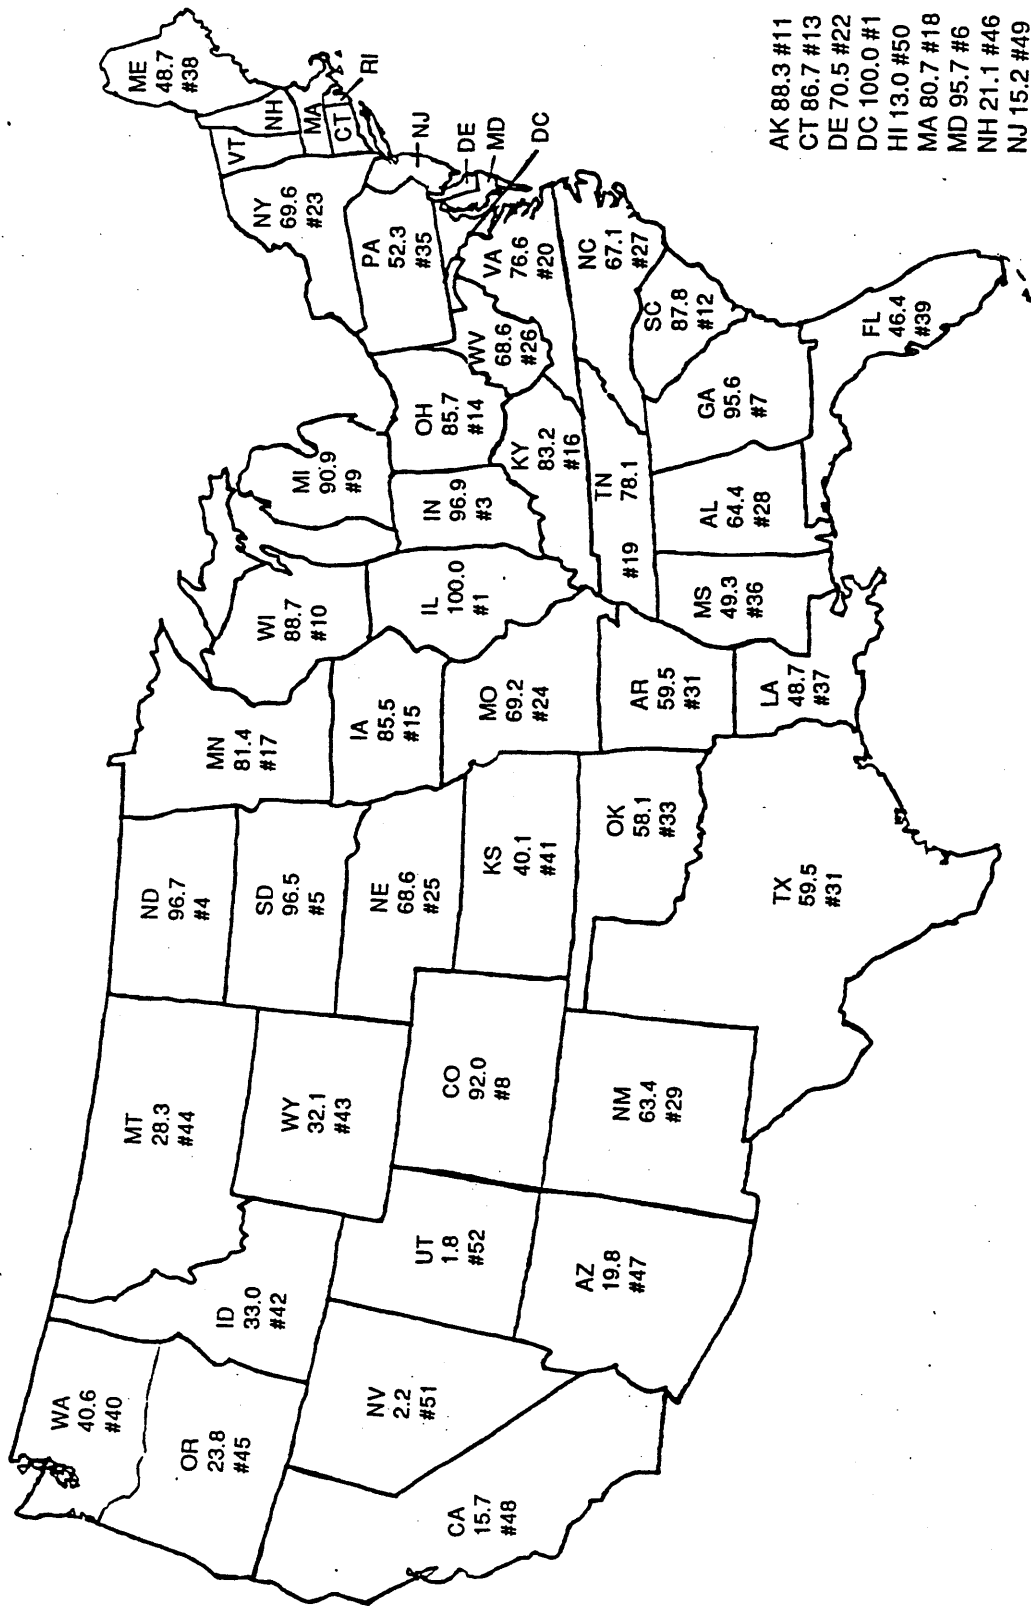 WA
40.6
#40
OR
23.8
#45
CA
15.7
#48
NV
2.2
#51
ID
33.0
#42
MT
28.3
#44
WY
32.1
#43
UT
1.8
#52
AZ
19.8
#47
CO
92.0
#8
NM
63.4
#29
ND
96.7
#4
SD
96.5
#5
NE
68.6
#25
KS
40.1
#41
OK
58.1
#33
TX
59.5
#31
MN
81.4
#17
IA
85.5
#15
MO
69.2
#24
AR
59.5
#31
LA
48.7
#37
WI
88.7
#10
IL
100.0
#1
MS
49.3
#36
MI
90.9
#9
IN
96.9
#3
OH
85.7
#14
KY
83.2
#16
TN
#19 78.1
AL
64.4
#28
GA
95.6
#7
FL
46.4
#39
SC
87.8
#12
NC
67.1
#27
VA
76.6
#20
WV
68.6
#26
PA
52.3
#35
NY
69.6
#23
VT
NH
ME
48.7
#38
MA
CT
RI
NJ
DE
MD
DC
AK 88.3 #11
CT 86.7 #13
DE 70.5 #22
DC 100.0 #1
HI 13.0 #50
MA 80.7 #18
MD 95.7 #6
NH 21.1 #46
NJ 15.2 #49